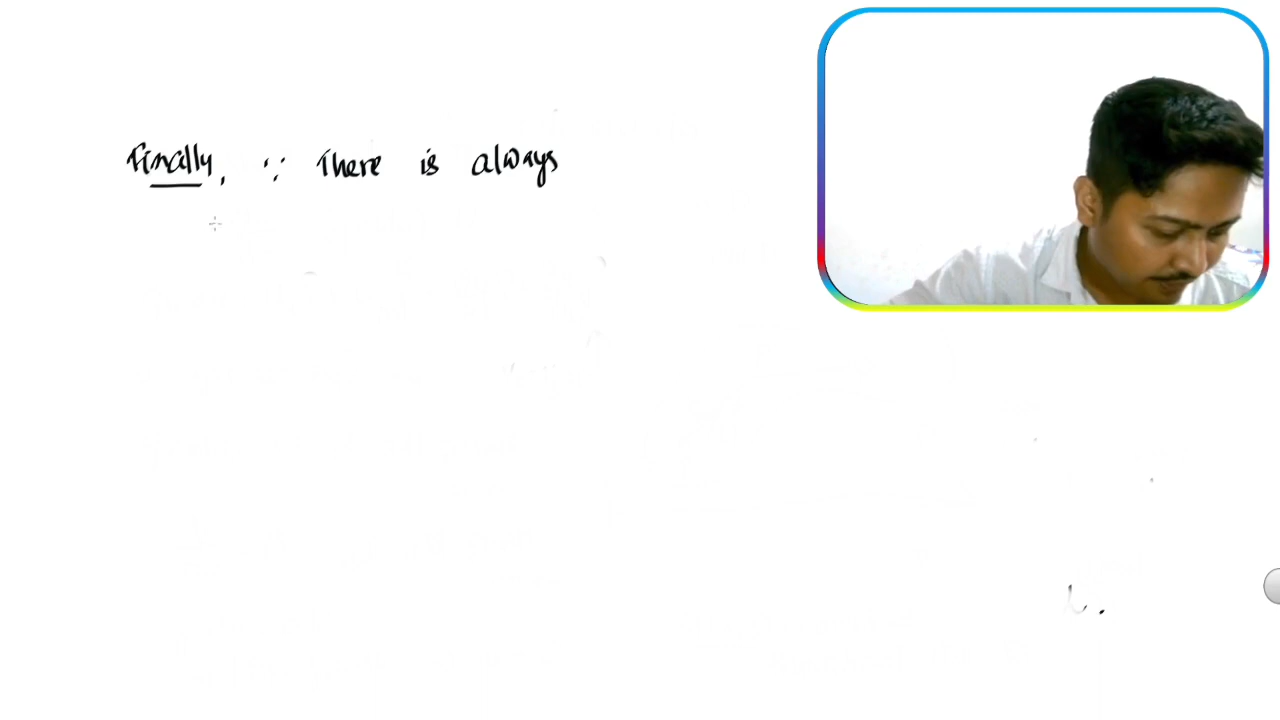 Finally, ∵ There is always